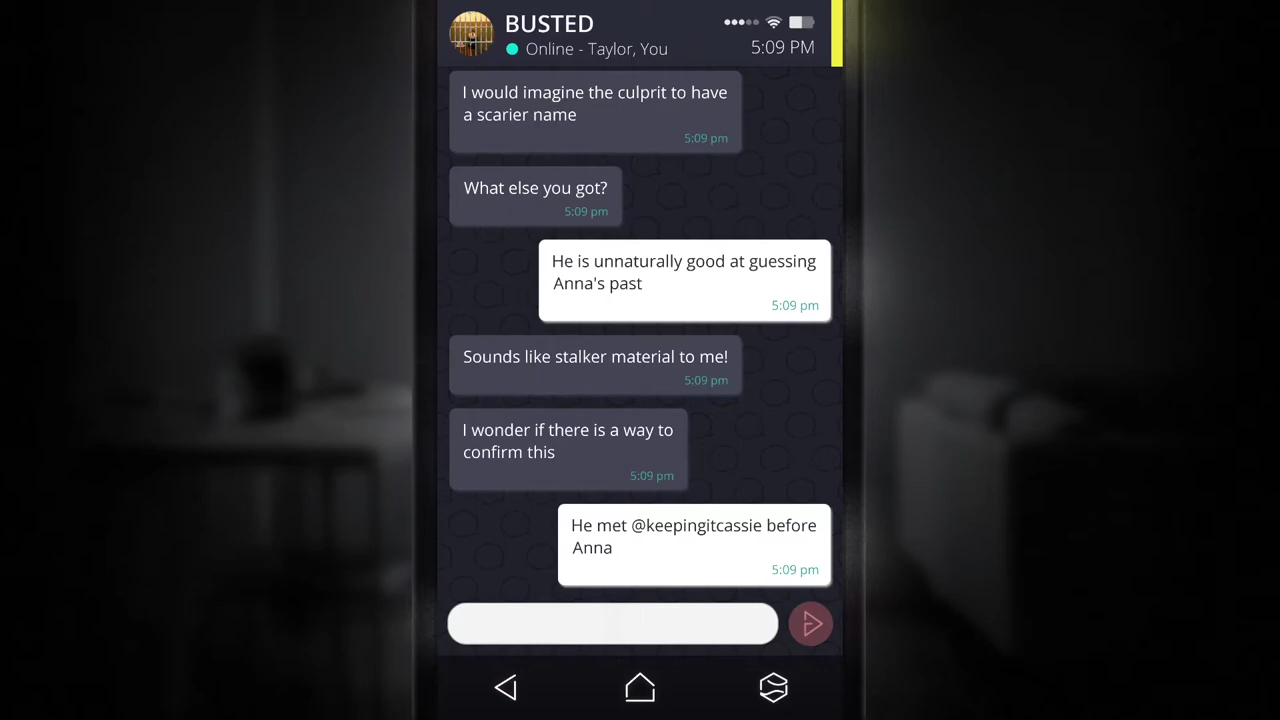 BUSTED
Online - Taylor, You
5:09 PM
I would imagine the culprit to have
a scarier name
5:09 pm
What else you got?
5:09 pm
He is unnaturally good at guessing
Anna's past
5:09 pm
Sounds like stalker material to me!
5:09 pm
I wonder if there is a way to
confirm this
5:09 pm
He met @keepingitcassie before
Anna
5:09 pm